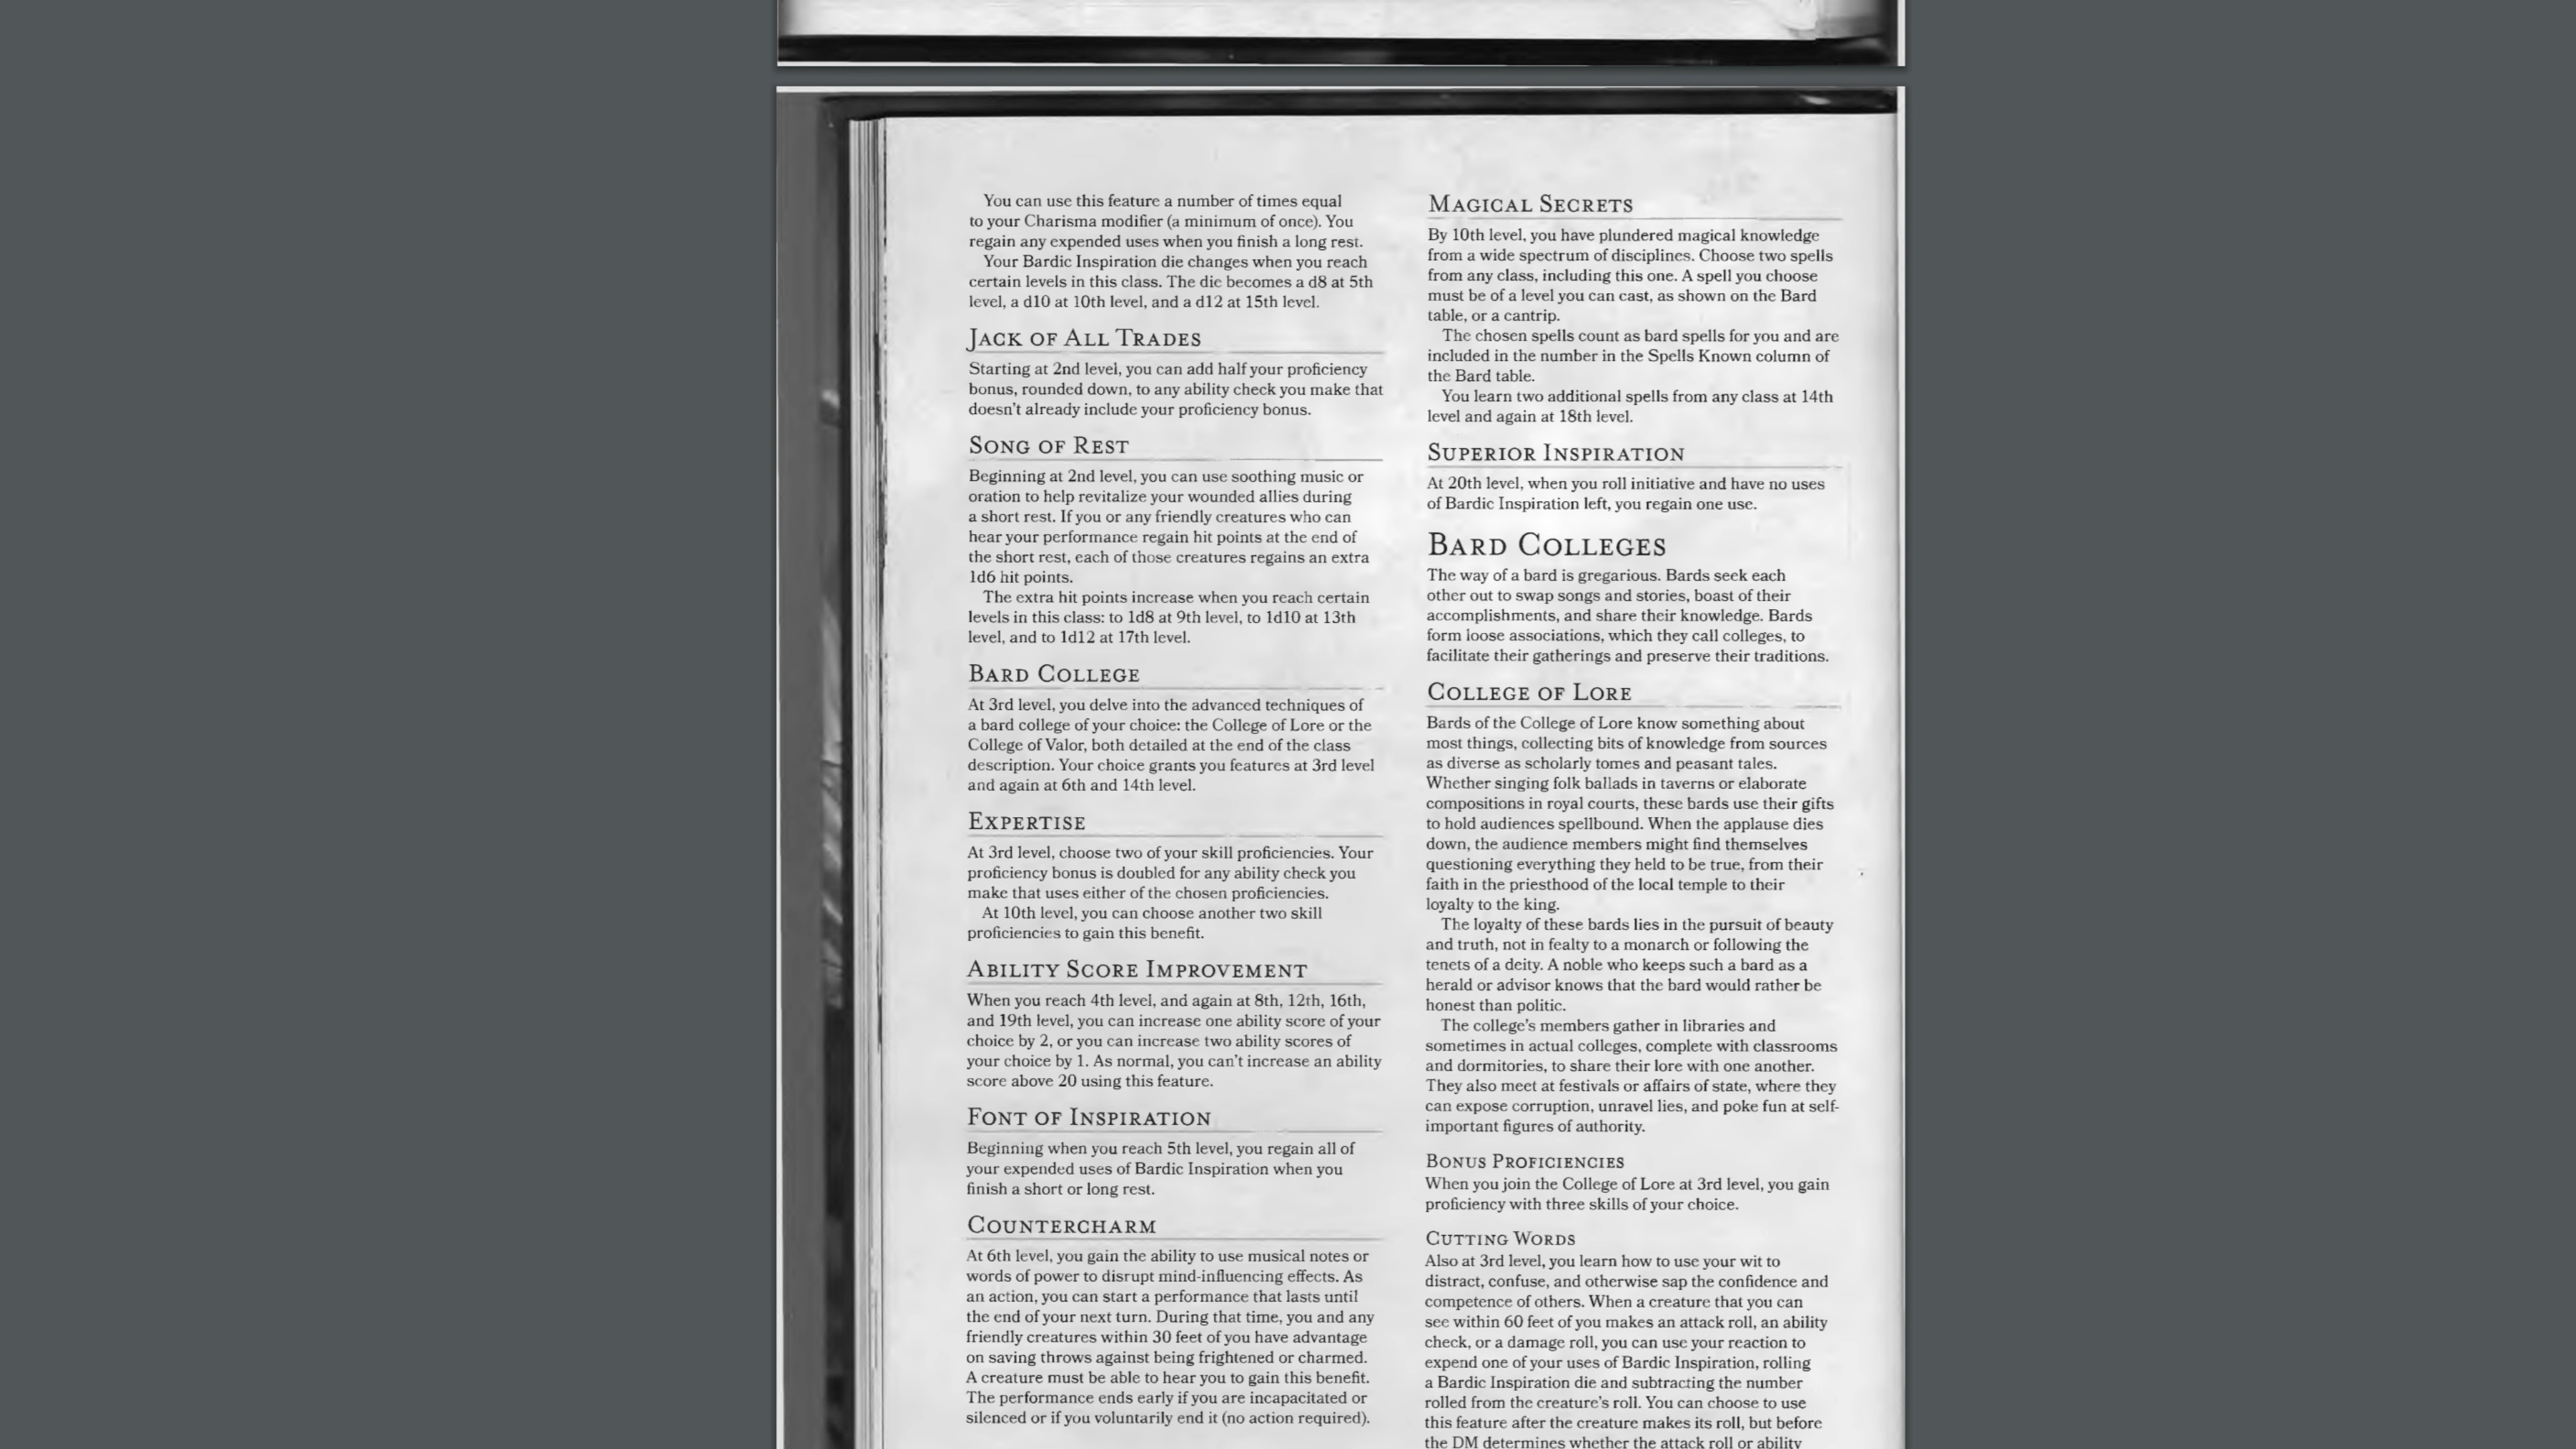 You can use this feature a number of times equal
to your Charisma modifier (a minimum of once). You
regain any expended uses when you finish a long rest.
Your Bardic Inspiration die changes when you reach
certain levels in this class. The die becomes a d8 at 5th
level, a d10 at 10th level, and a d12 at 15th level.
JACK OF ALL TRADES
Starting at 2nd level, you can add half your proficiency
bonus, rounded down, to any ability check you make that
doesn't already include your proficiency bonus.
SONG OF REST
Beginning at 2nd level, you can use soothing music or
oration to help revitalize your wounded allies during
a short rest. If you or any friendly creatures who can
hear your performance regain hit points at the end of
the short rest, each of those creatures regains an extra
1d6 hit points.
The extra hit points increase when you reach certain
levels in this class: to 1d8 at 9th level, to 1d10 at 13th
level, and to 1d12 at 17th level.
BARD COLLEGE
At 3rd level, you delve into the advanced techniques of
a bard college of your choice: the College of Lore or the
College of Valor, both detailed at the end of the class
description. Your choice grants you features at 3rd level
and again at 6th and 14th level.
EXPERTISE
At 3rd level, choose two of your skill proficiencies. Your
proficiency bonus is doubled for any ability check you
make that uses either of the chosen proficiencies.
At 10th level, you can choose another two skill
proficiencies to gain this benefit.
ABILITY SCORE IMPROVEMENT
When you reach 4th level, and again at 8th, 12th, 16th,
and 19th level, you can increase one ability score of your
choice by 2, or you can increase two ability scores of
your choice by 1. As normal, you can't increase an ability
score above 20 using this feature.
FONT OF INSPIRATION
Beginning when you reach 5th level, you regain all of
your expended uses of Bardic Inspiration when you
finish a short or long rest.
COUNTERCHARM
At 6th level, you gain the ability to use musical notes or
words of power to disrupt mind-influencing effects. As
an action, you can start a performance that lasts until
the end of your next turn. During that time, you and any
friendly creatures within 30 feet of you have advantage
on saving throws against being frightened or charmed.
A creature must be able to hear you to gain this benefit.
The performance ends early if you are incapacitated or
silenced or if you voluntarily end it (no action required).
MAGICAL SECRETS
By 10th level, you have plundered magical knowledge
from a wide spectrum of disciplines. Choose two spells
from any class, including this one. A spell you choose
must be of a level you can cast, as shown on the Bard
table, or a cantrip.
The chosen spells count as bard spells for you and are
included in the number in the Spells Known column of
the Bard table.
You learn two additional spells from any class at 14th
level and again at 18th level.
SUPERIOR INSPIRATION
At 20th level, when you roll initiative and have no uses
of Bardic Inspiration left, you regain one use.
BARD COLLEGES
The way of a bard is gregarious. Bards seek each
other out to swap songs and stories, boast of their
accomplishments, and share their knowledge. Bards
form loose associations, which they call colleges, to
facilitate their gatherings and preserve their traditions.
COLLEGE OF LORE
Bards of the College of Lore know something about
most things, collecting bits of knowledge from sources
as diverse as scholarly tomes and peasant tales.
Whether singing folk ballads in taverns or elaborate
compositions in royal courts, these bards use their gifts
to hold audiences spellbound. When the applause dies
down, the audience members might find themselves
questioning everything they held to be true, from their
faith in the priesthood of the local temple to their
loyalty to the king.
The loyalty of these bards lies in the pursuit of beauty
and truth, not in fealty to a monarch or following the
tenets of a deity. A noble who keeps such a bard as a
herald or advisor knows that the bard would rather be
honest than politic.
The college's members gather in libraries and
sometimes in actual colleges, complete with classrooms
and dormitories, to share their lore with one another.
They also meet at festivals or affairs of state, where they
can expose corruption, unravel lies, and poke fun at self-
important figures of authority.
BONUS PROFICIENCIES
When you join the College of Lore at 3rd level, you gain
proficiency with three skills of your choice.
CUTTING WORDS
Also at 3rd level, you learn how to use your wit to
distract, confuse, and otherwise sap the confidence and
competence of others. When a creature that you can
see within 60 feet of you makes an attack roll, an ability
check, or a damage roll, you can use your reaction to
expend one of your uses of Bardic Inspiration, rolling
a Bardic Inspiration die and subtracting the number
rolled from the creature's roll. You can choose to use
this feature after the creature makes its roll, but before
the DM determines whether the attack roll or ability